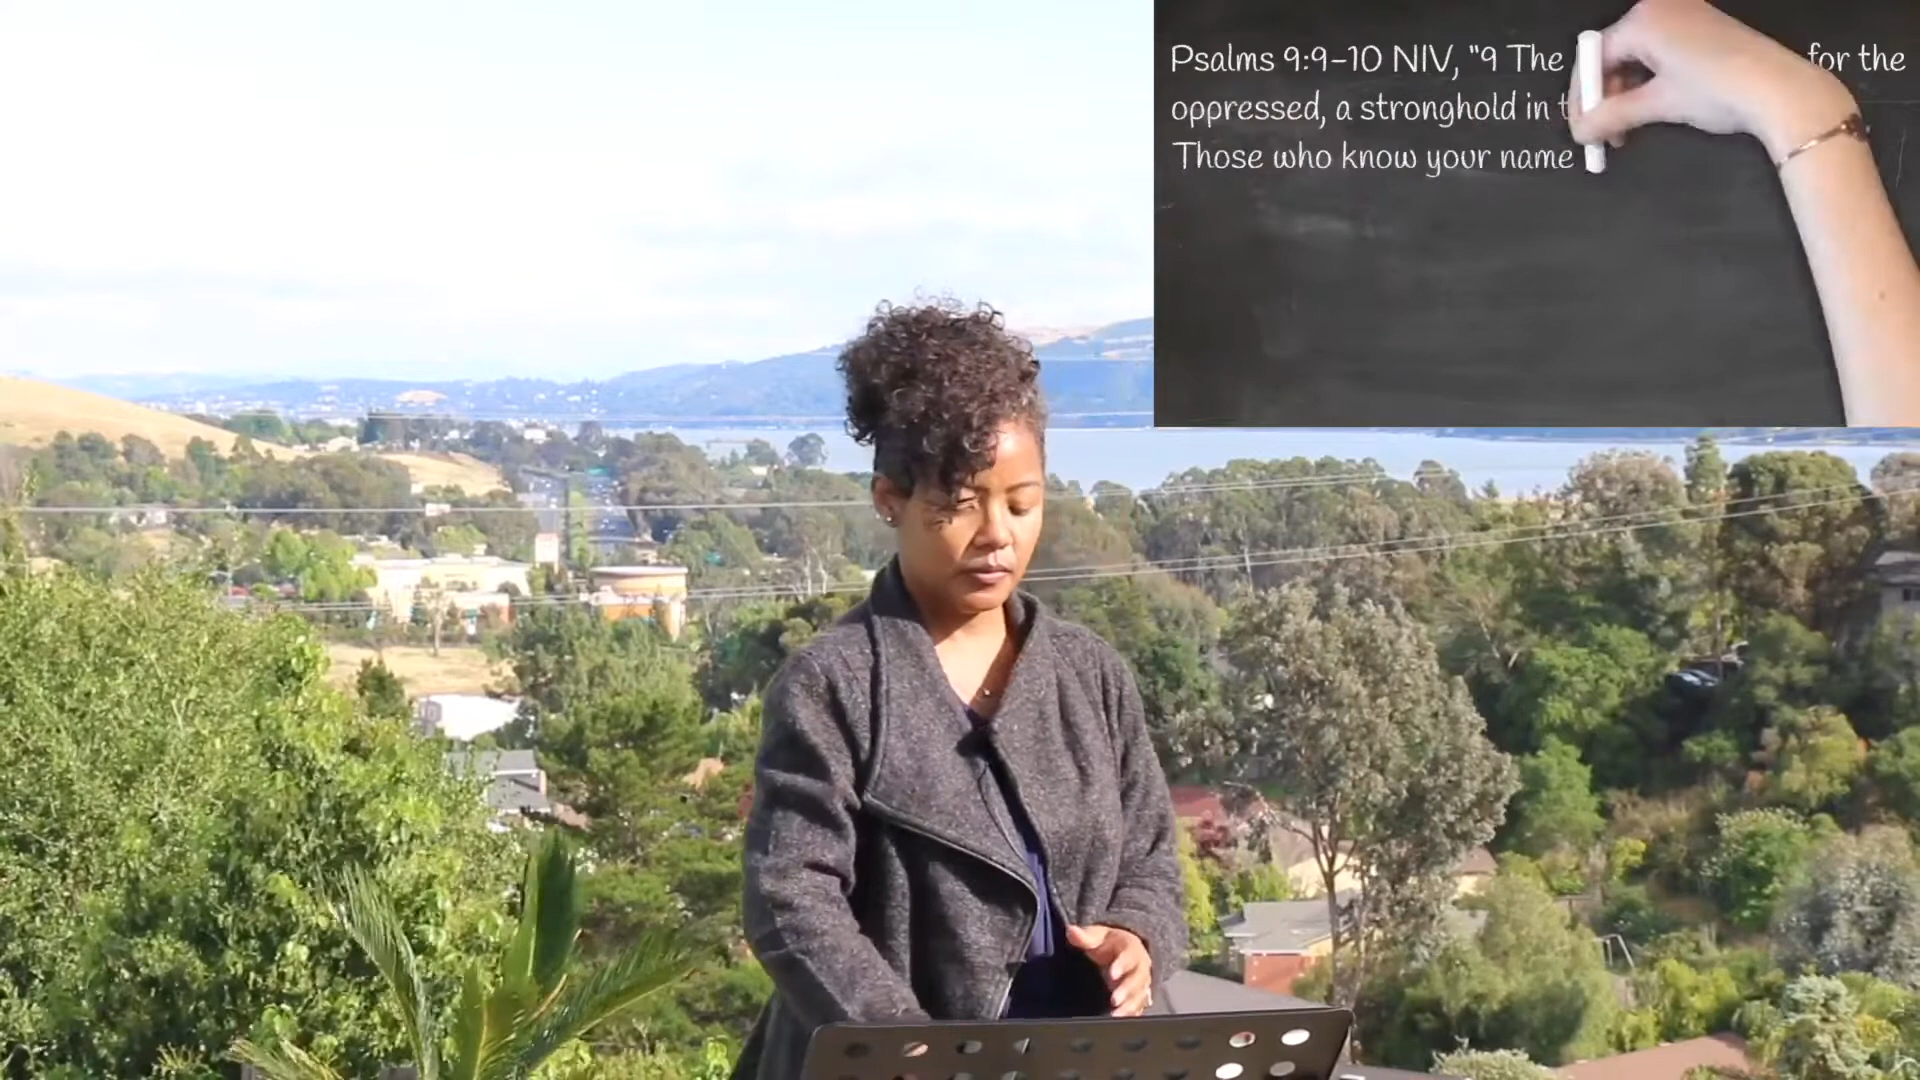 Psalms 9:9-10 NIV, "9 The for the
oppressed, a stronghold in
Those who know your name